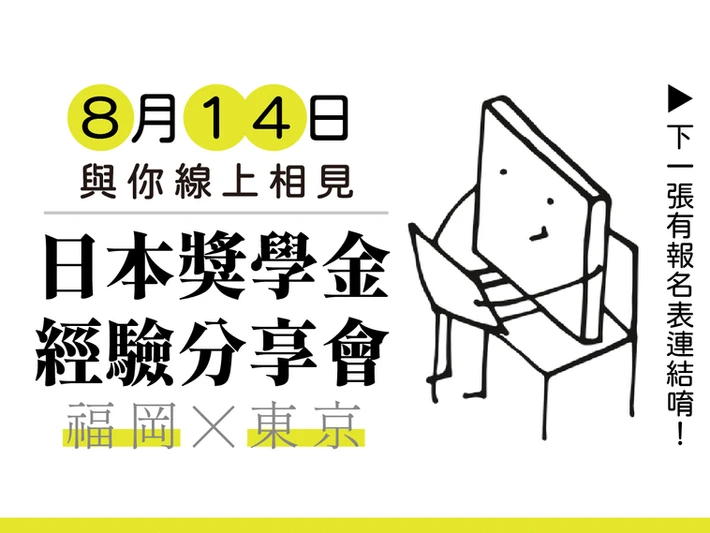 8月14日
與你線上相見
日本獎學金
經驗分享會
福岡×東京
▶下一張有報名表連結唷！